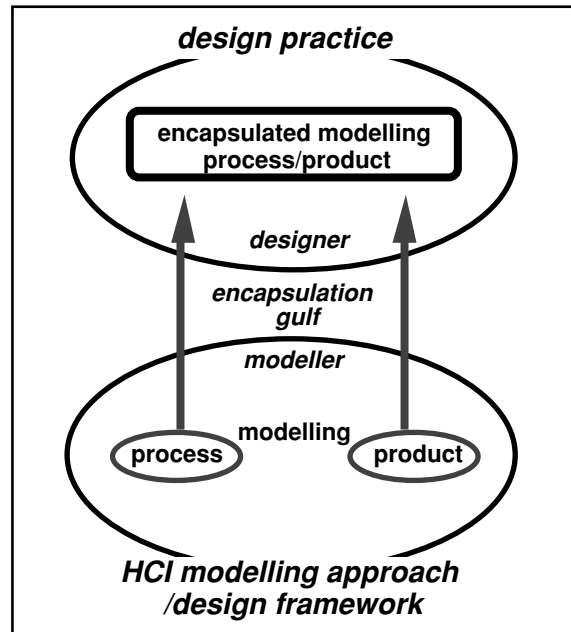 design practice
encapsulated modelling
process/product
designer
encapsulation
gulf
modeller
modelling
process
product
HCI modelling approach
/design framework